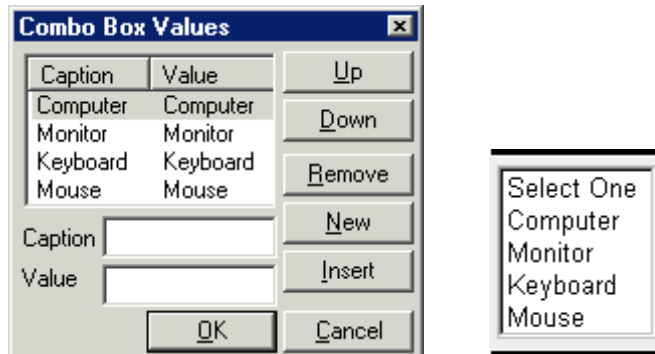 Combo Box Values
Caption Value
Computer Computer
Monitor Monitor
Keyboard Keyboard
Mouse Mouse
Caption
Value
Up
Down
Remove
New
Insert
OK
Cancel
Select One
Computer
Monitor
Keyboard
Mouse